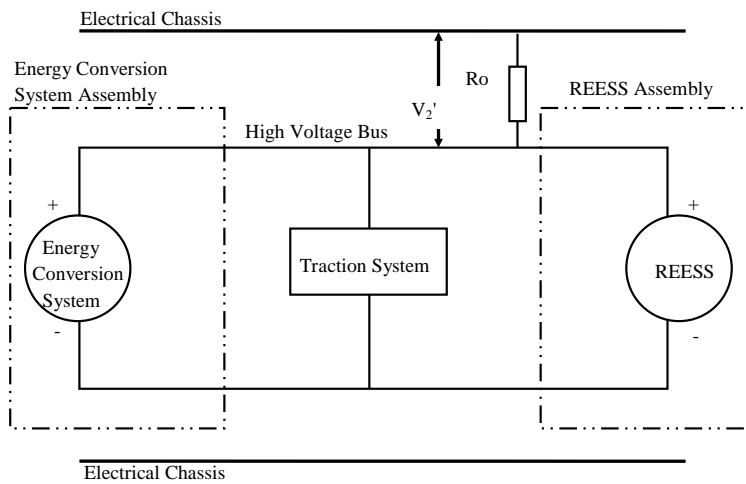 Electrical Chassis
Energy Conversion
System Assembly
Ro
REESS Assembly
V2'
High Voltage Bus
+
+
Energy
Conversion
System
Traction System
REESS
-
-
Electrical Chassis